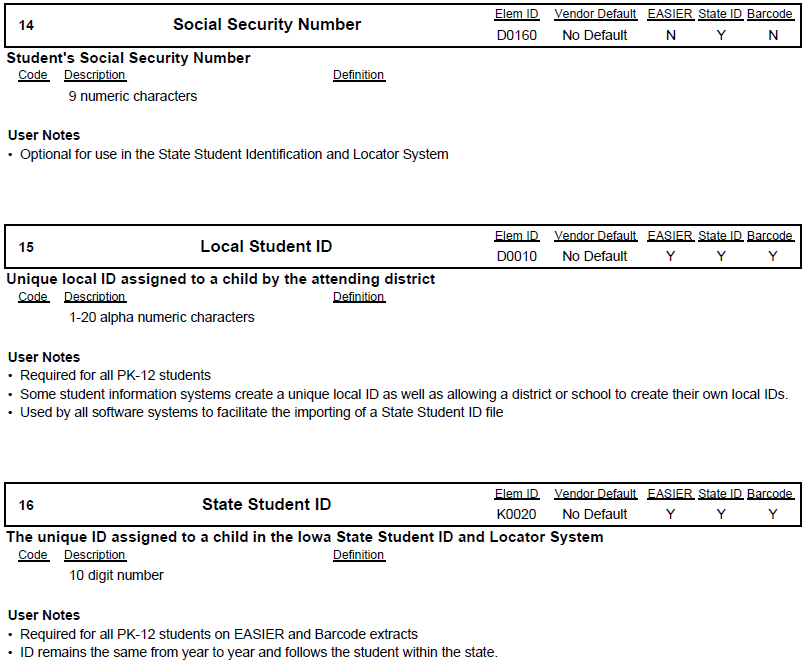 14 Social Security Number Elem ID Vendor Default EASIER State ID Barcode
D0160 No Default N Y N
Student's Social Security Number
Code Description Definition
9 numeric characters
User Notes
• Optional for use in the State Student Identification and Locator System
15 Local Student ID Elem ID Vendor Default EASIER State ID Barcode
D0010 No Default Y Y Y
Unique local ID assigned to a child by the attending district
Code Description Definition
1-20 alpha numeric characters
User Notes
• Required for all PK-12 students
• Some student information systems create a unique local ID as well as allowing a district or school to create their own local IDs.
• Used by all software systems to facilitate the importing of a State Student ID file
16 State Student ID Elem ID Vendor Default EASIER State ID Barcode
K0020 No Default Y Y Y
The unique ID assigned to a child in the Iowa State Student ID and Locator System
Code Description Definition
10 digit number
User Notes
• Required for all PK-12 students on EASIER and Barcode extracts
• ID remains the same from year to year and follows the student within the state.